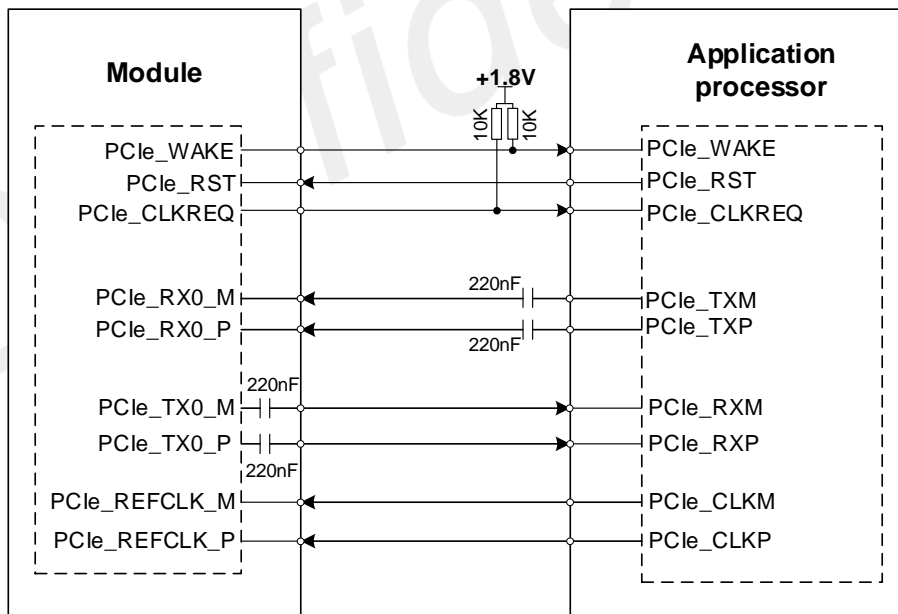 Module
Application
processor
+1.8V
10K
10K
PCIe_WAKE
PCIe_WAKE
PCIe_RST
PCIe_RST
PCIe_CLKREQ
PCIe_CLKREQ
220nF
PCIe_RX0_M
PCIe_TXM
PCIe_RX0_P
PCIe_TXP
220nF
220nF
PCIe_TX0_M
PCIe_RXM
PCIe_TX0_P
PCIe_RXP
220nF
PCIe_REFCLK_M
PCIe_CLKM
PCIe_REFCLK_P
PCIe_CLKP